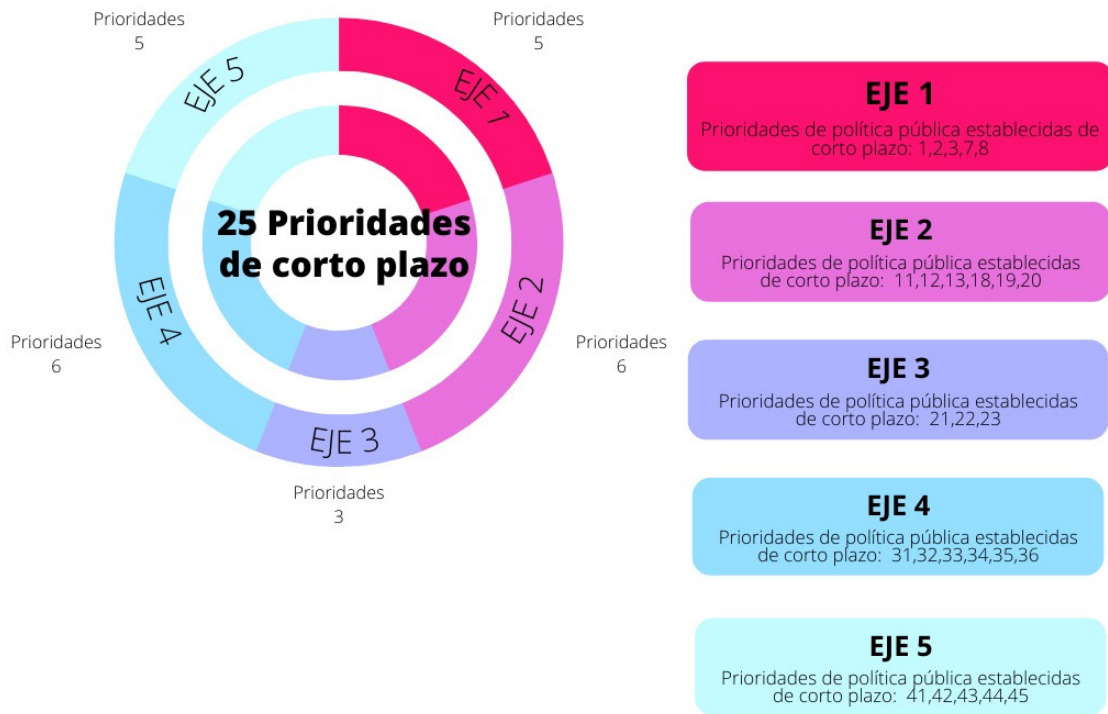 Prioridades
5
Prioridades
5
EJE 5
EJE 1
25 Prioridades
de corto plazo
EJE 4
EJE 2
Prioridades
6
Prioridades
6
EJE 3
Prioridades
3
EJE 1
Prioridades de política pública establecidas de
corto plazo: 1,2,3,7,8
EJE 2
Prioridades de política pública establecidas
de corto plazo: 11,12,13,18,19,20
EJE 3
Prioridades de política pública establecidas
de corto plazo: 21,22,23
EJE 4
Prioridades de política pública establecidas
de corto plazo: 31,32,33,34,35,36
EJE 5
Prioridades de política pública establecidas
de corto plazo: 41,42,43,44,45